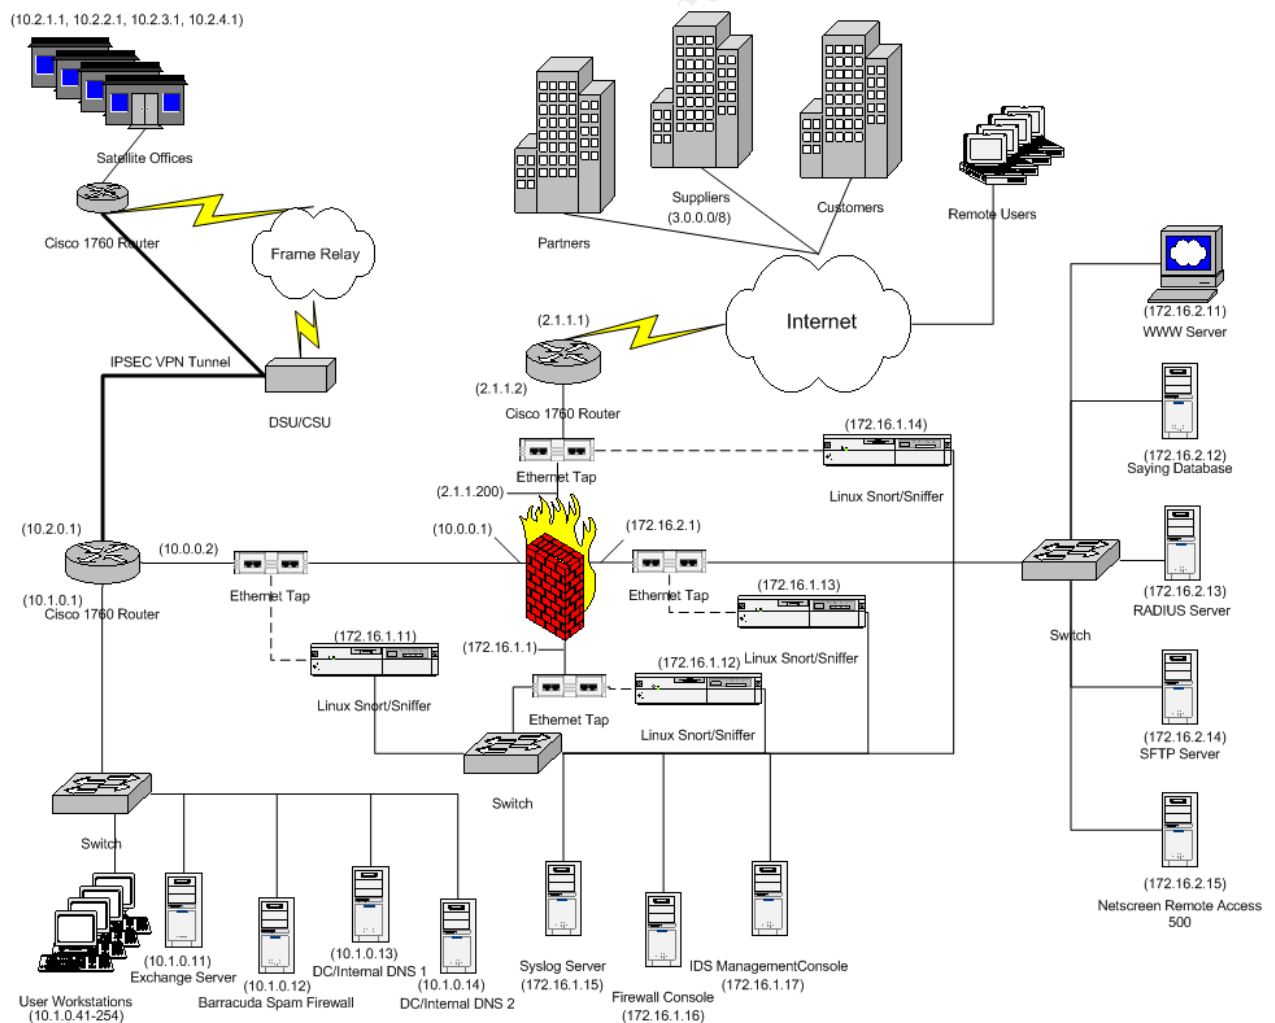 (10.2.1.1, 10.2.2.1, 10.2.3.1, 10.2.4.1)
Satellite Offices
Cisco 1760 Router
Frame Relay
IPSEC VPN Tunnel
DSU/CSU
Partners
Suppliers
(3.0.0.0/8)
Customers
Remote Users
Internet
(2.1.1.1)
(2.1.1.2)
Cisco 1760 Router
Ethernet Tap
(2.1.1.200)
(172.16.1.14)
Linux Snort/Sniffer
(172.16.2.11)
WWW Server
(172.16.2.12)
Saying Database
(172.16.2.13)
RADIUS Server
(172.16.2.14)
SFTP Server
(172.16.2.15)
Netscreen Remote Access
500
Switch
(10.2.0.1)
(10.0.0.2)
(10.1.0.1)
Cisco 1760 Router
Ethernet Tap
(10.0.0.1)
(172.16.2.1)
Ethernet Tap
(172.16.1.13)
Linux Snort/Sniffer
(172.16.1.11)
Linux Snort/Sniffer
(172.16.1.1)
(172.16.1.12)
Ethernet Tap
Linux Snort/Sniffer
Switch
Switch
User Workstations
(10.1.0.41-254)
(10.1.0.11)
Exchange Server
(10.1.0.12)
Barracuda Spam Firewall
(10.1.0.13)
DC/Internal DNS 1
(10.1.0.14)
DC/Internal DNS 2
Syslog Server
(172.16.1.15)
Firewall Console
(172.16.1.16)
IDS ManagementConsole
(172.16.1.17)